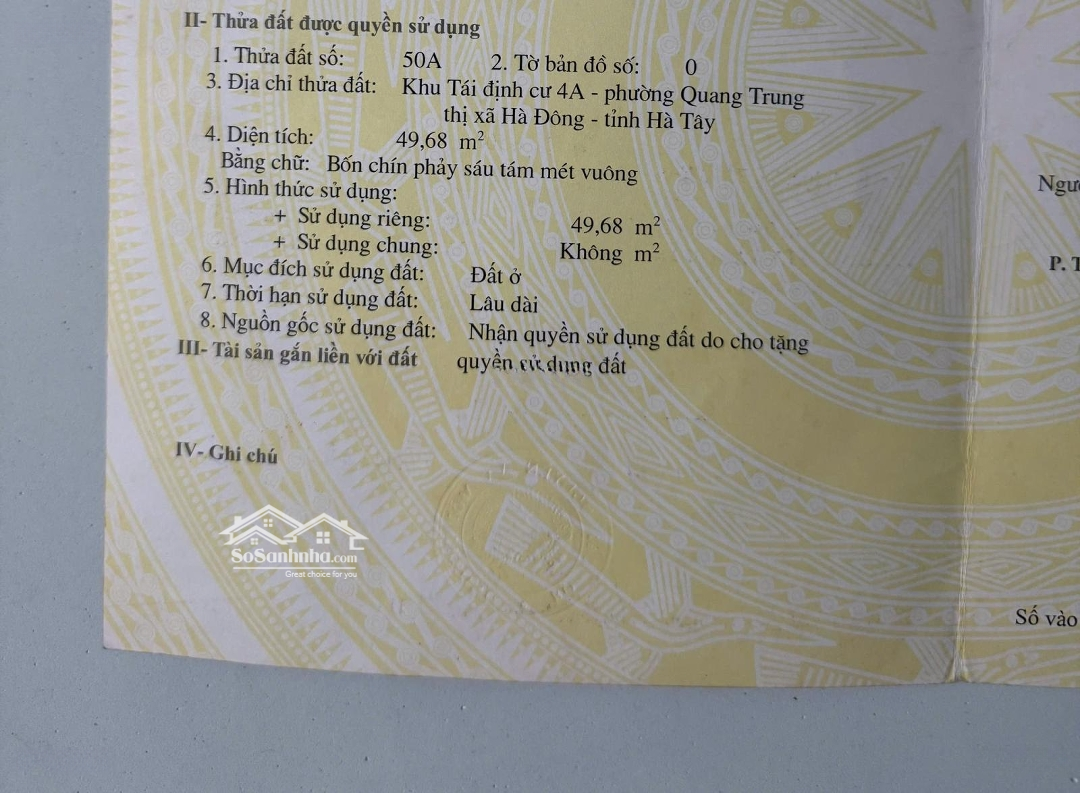 II- Thửa đất được quyền sử dụng
1. Thửa đất số: 50A 2. Tờ bản đồ số: 0
3. Địa chỉ thửa đất: Khu Tái định cư 4A - phường Quang Trung
thị xã Hà Đông - tỉnh Hà Tây
4. Diện tích: 49,68 m²
Bằng chữ: Bốn chín phảy sáu tám mét vuông
5. Hình thức sử dụng:
+ Sử dụng riêng: 49,68 m²
+ Sử dụng chung: Không m²
6. Mục đích sử dụng đất: Đất ở
7. Thời hạn sử dụng đất: Lâu dài
8. Nguồn gốc sử dụng đất: Nhận quyền sử dụng đất do cho tặng
quyền sử dụng đất
III- Tài sản gắn liền với đất
IV- Ghi chú
SoSanhnha.com
Great choice for you
P. T
Số vào